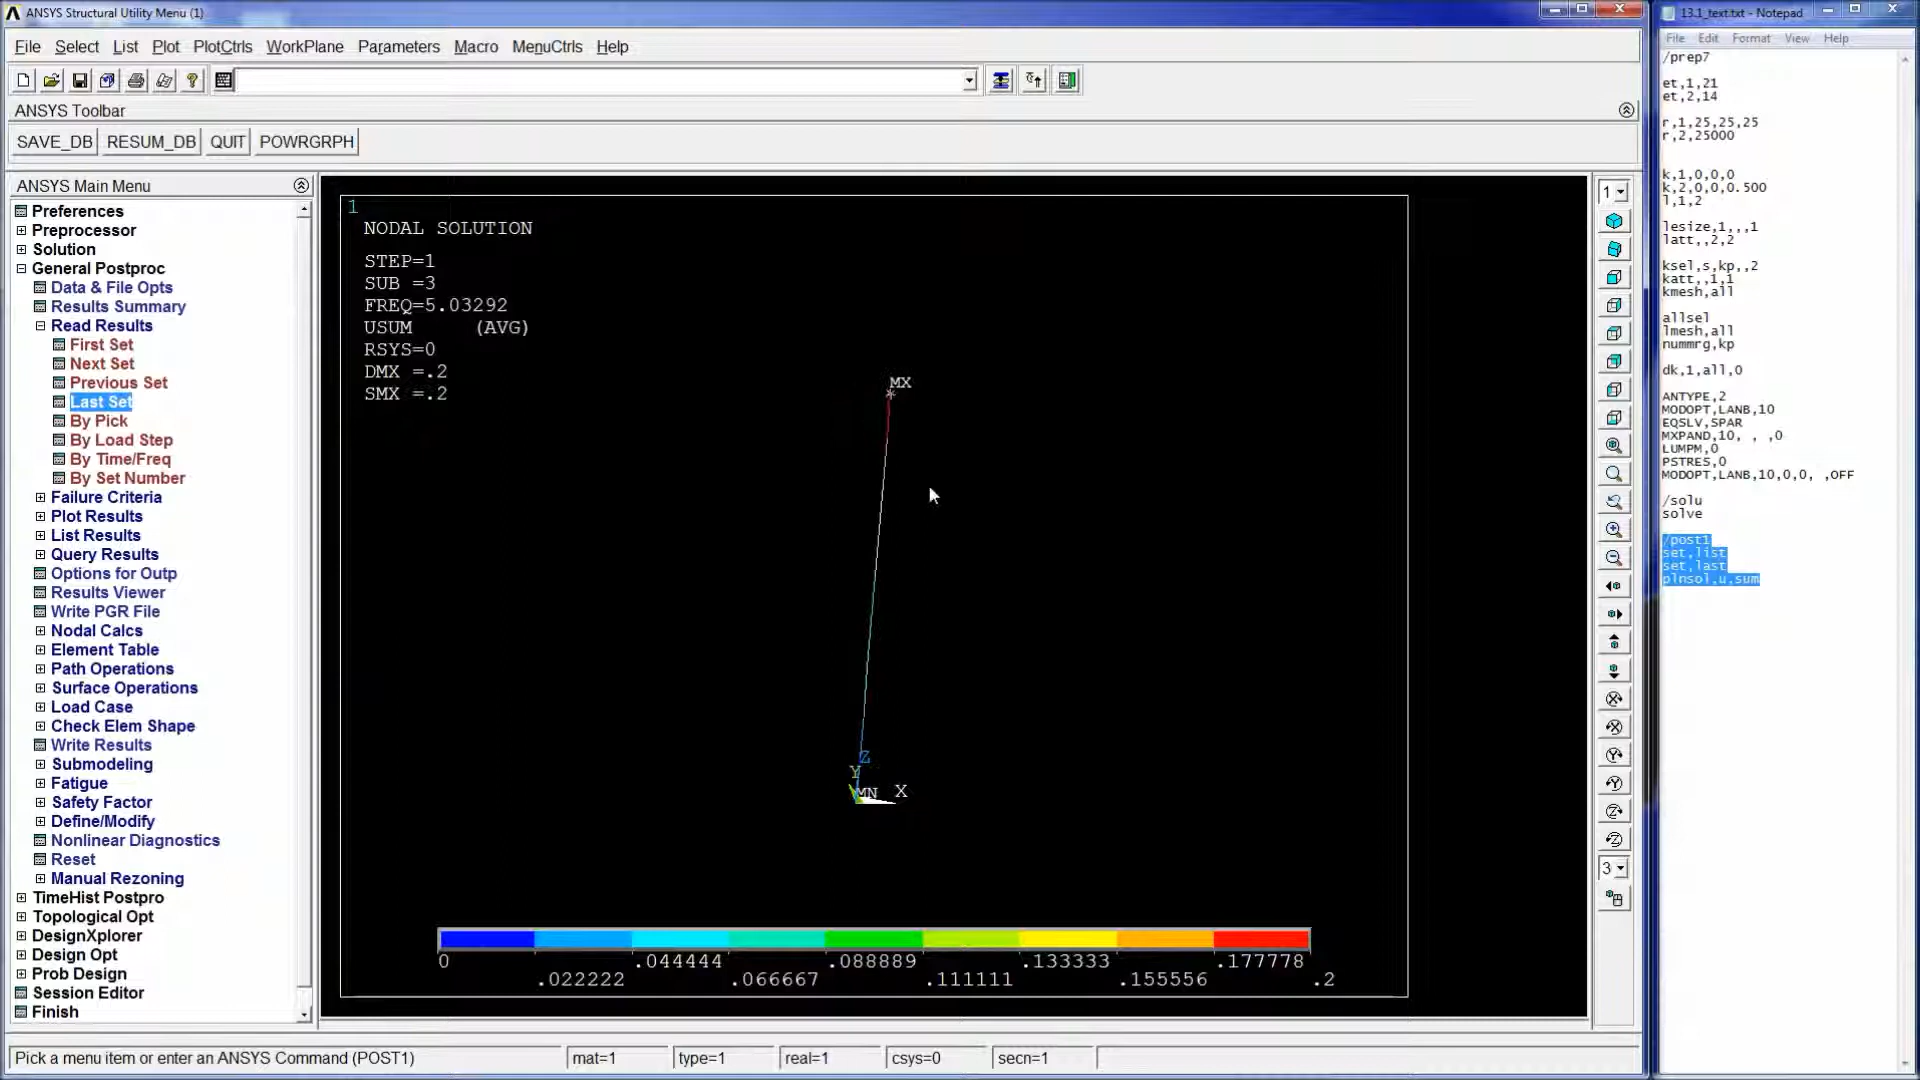 ANSYS Structural Utility Menu (1)
File Select List Plot PlotCtrls WorkPlane Parameters Macro MenuCtrls Help
ANSYS Toolbar
SAVE_DB RESUM_DB QUIT POWRGRPH
ANSYS Main Menu
Preferences
Preprocessor
Solution
General Postproc
Data & File Opts
Results Summary
Read Results
First Set
Next Set
Previous Set
Last Set
By Pick
By Load Step
By Time/Freq
By Set Number
Failure Criteria
Plot Results
List Results
Query Results
Options for Outp
Results Viewer
Write PGR File
Nodal Calcs
Element Table
Path Operations
Surface Operations
Load Case
Check Elem Shape
Write Results
Submodeling
Fatigue
Safety Factor
Define/Modify
Nonlinear Diagnostics
Reset
Manual Rezoning
TimeHist Postpro
Topological Opt
DesignXplorer
Design Opt
Prob Design
Session Editor
Finish
1
NODAL SOLUTION
STEP=1
SUB =3
FREQ=5.03292
USUM (AVG)
RSYS=0
DMX =.2
SMX =.2
MX
Z
Y
MN X
0 .044444 .088889 .133333 .177778
.022222 .066667 .111111 .155556 .2
1
3
Pick a menu item or enter an ANSYS Command (POST1) mat=1 type=1 real=1 csys=0 secn=1
13.1_text.txt - Notepad
File Edit Format View Help
/prep7
et,1,21
et,2,14
r,1,25,25,25
r,2,25000
k,1,0,0,0
k,2,0,0,0.500
l,1,2
lesize,1,,,1
latt,,2,2
ksel,s,kp,,2
katt,,1,1
kmesh,all
allsel
lmesh,all
nummrg,kp
dk,1,all,0
ANTYPE,2
MODOPT,LANB,10
EQSLV,SPAR
MXPAND,10, , ,0
LUMPM,0
PSTRES,0
MODOPT,LANB,10,0,0, ,OFF
/solu
solve
/post1
set,list
set,last
plnsol,u,sum